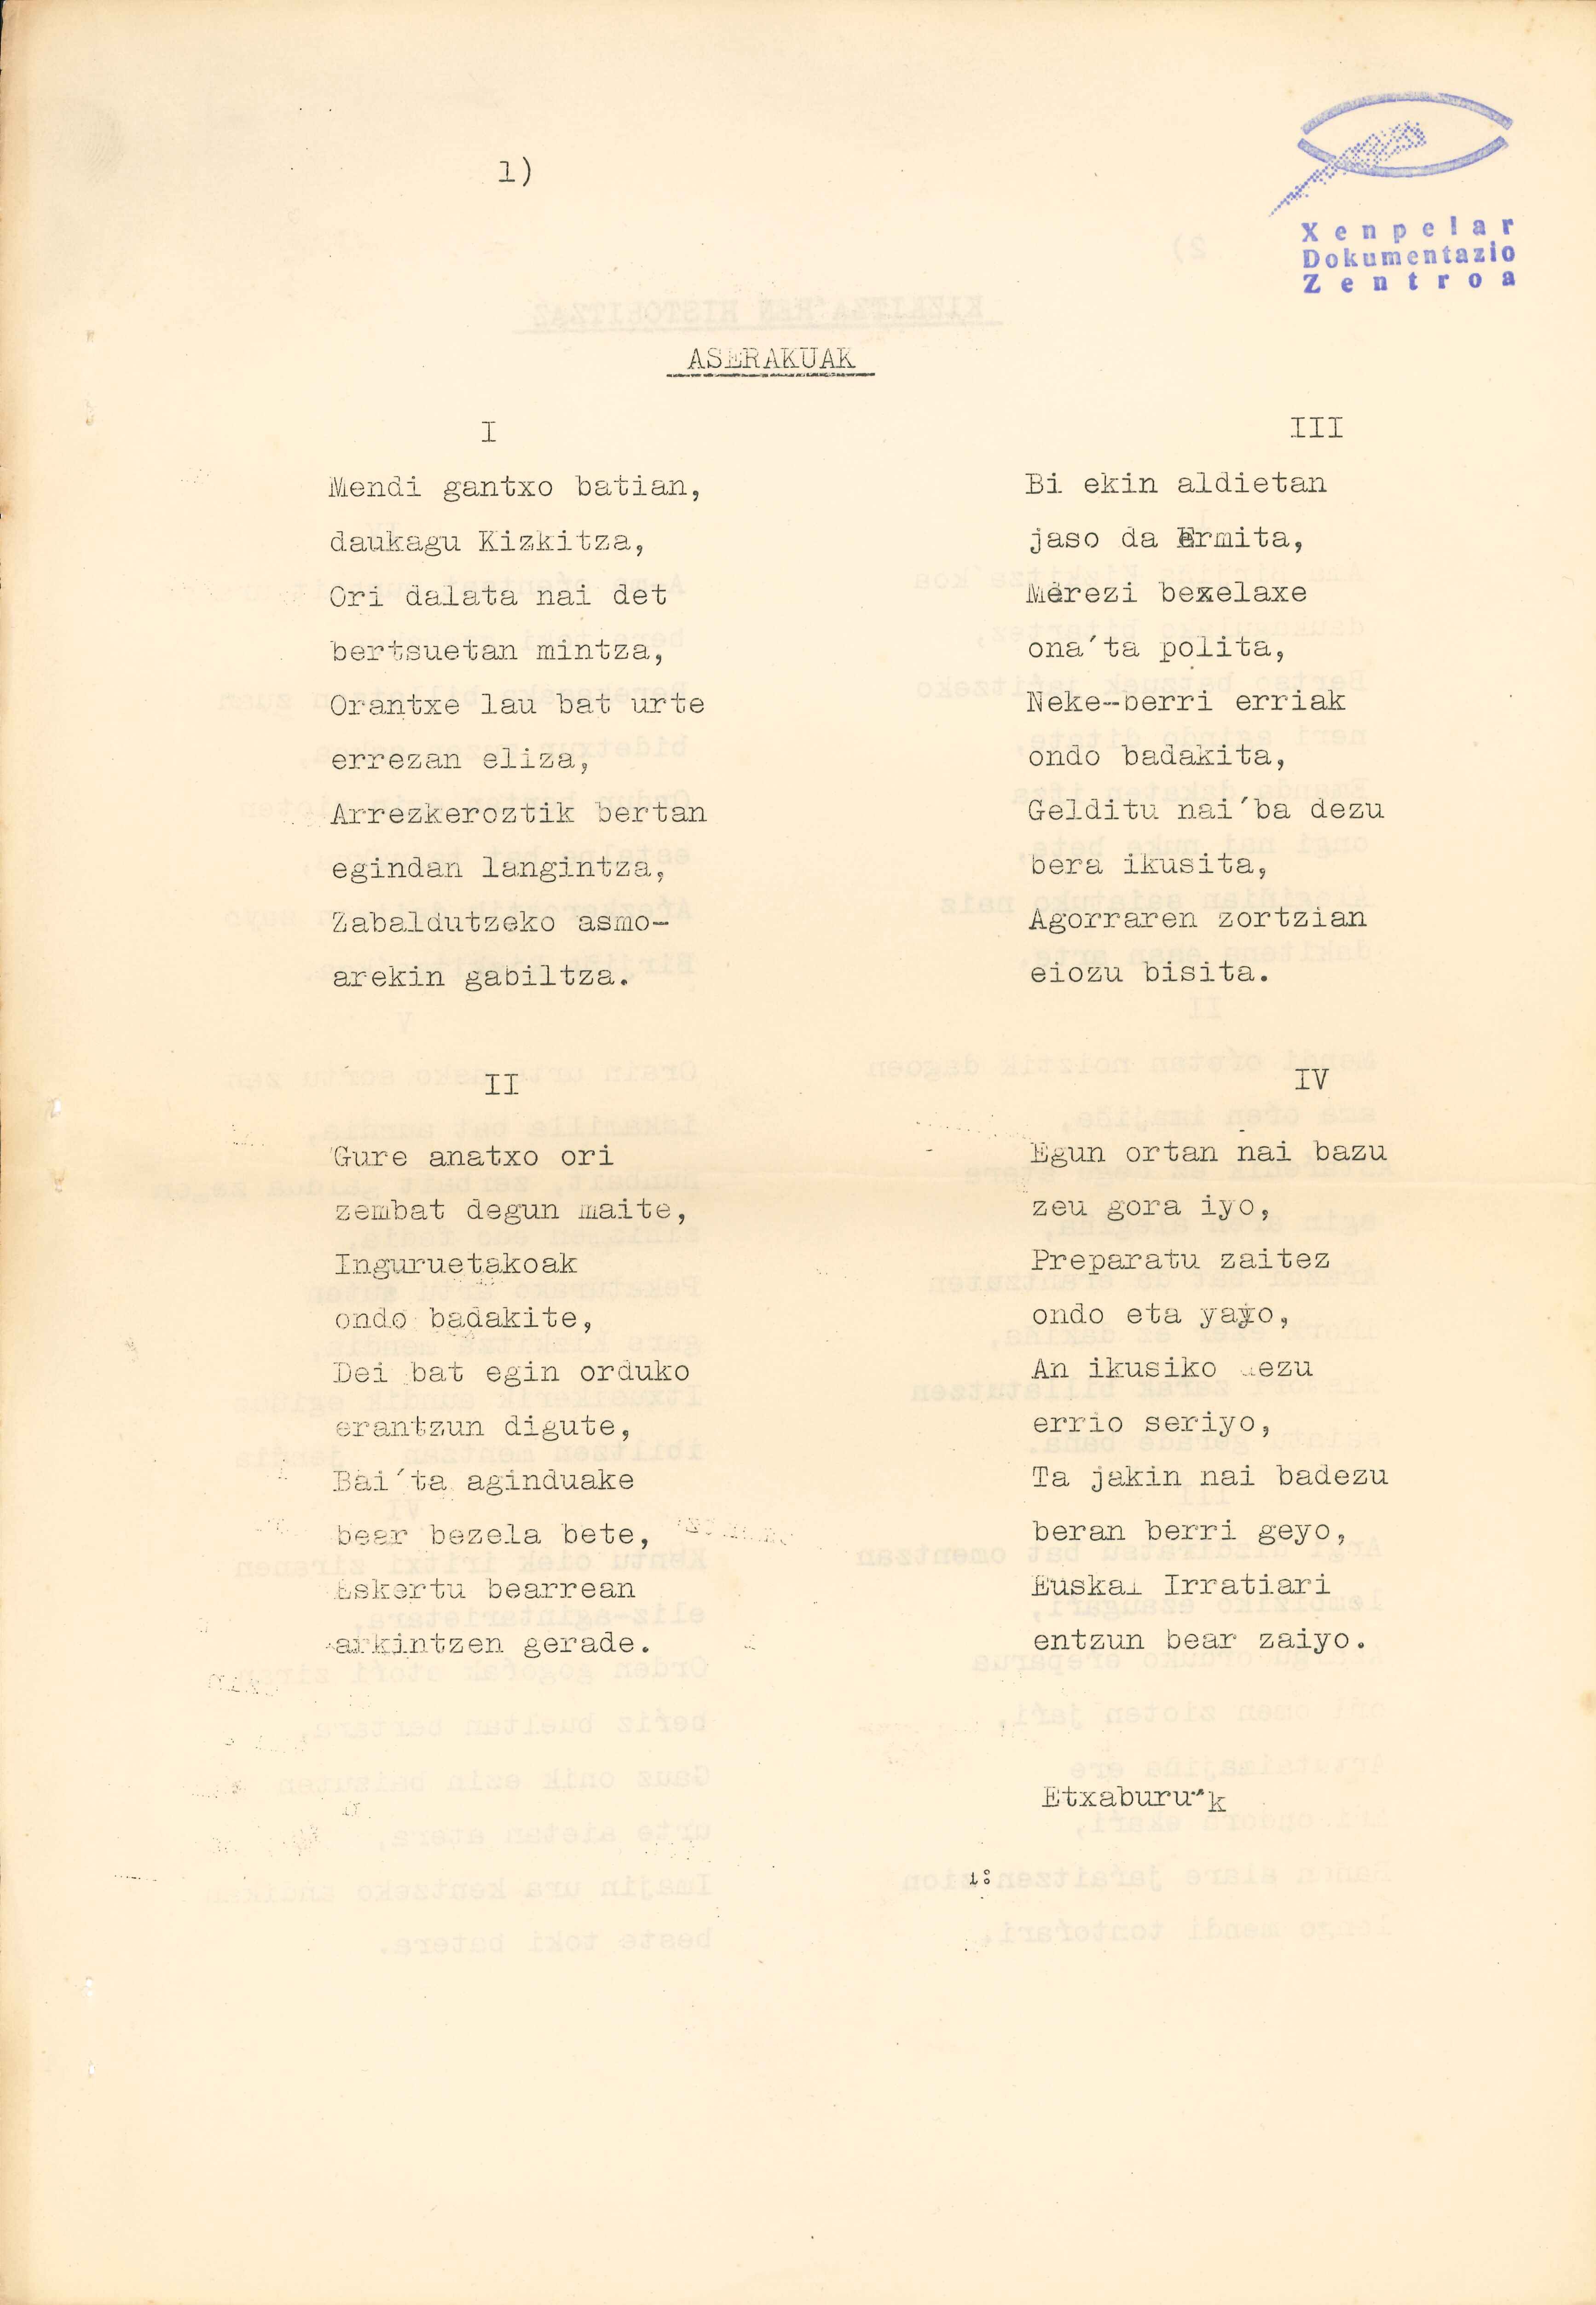 1)
Xenpelar
Dokumentazio
Zentroa
ASERAKUAK
I
Mendi gantxo batian,
daukagu Kizkitza,
Ori dalata nai det
bertsuetan mintza,
Orantxe lau bat urte
errezan eliza,
Arrezkeroztik bertan
egindan langintza,
Zabaldutzeko asmo-
arekin gabiltza.
II
Gure anatxo ori
zembat degun maite,
Inguruetakoak
ondo badakite,
Dei bat egin orduko
erantzun digute,
Bai´ta aginduake
bear bezela bete,
Eskertu bearrean
arkintzen gerade.
III
Bi ekin aldietan
jaso da Ermita,
Merezi bexelaxe
ona´ta polita,
Neke-berri erriak
ondo badakita,
Gelditu nai´ba dezu
bera ikusita,
Agorraren zortzian
eiozu bisita.
IV
Egun ortan nai bazu
zeu gora iyo,
Preparatu zaitez
ondo eta yayo,
An ikusiko dezu
errio seriyo,
Ta jakin nai badezu
beran berri geyo,
Euskal Irratiari
entzun bear zaiyo.
Etxaburu"k